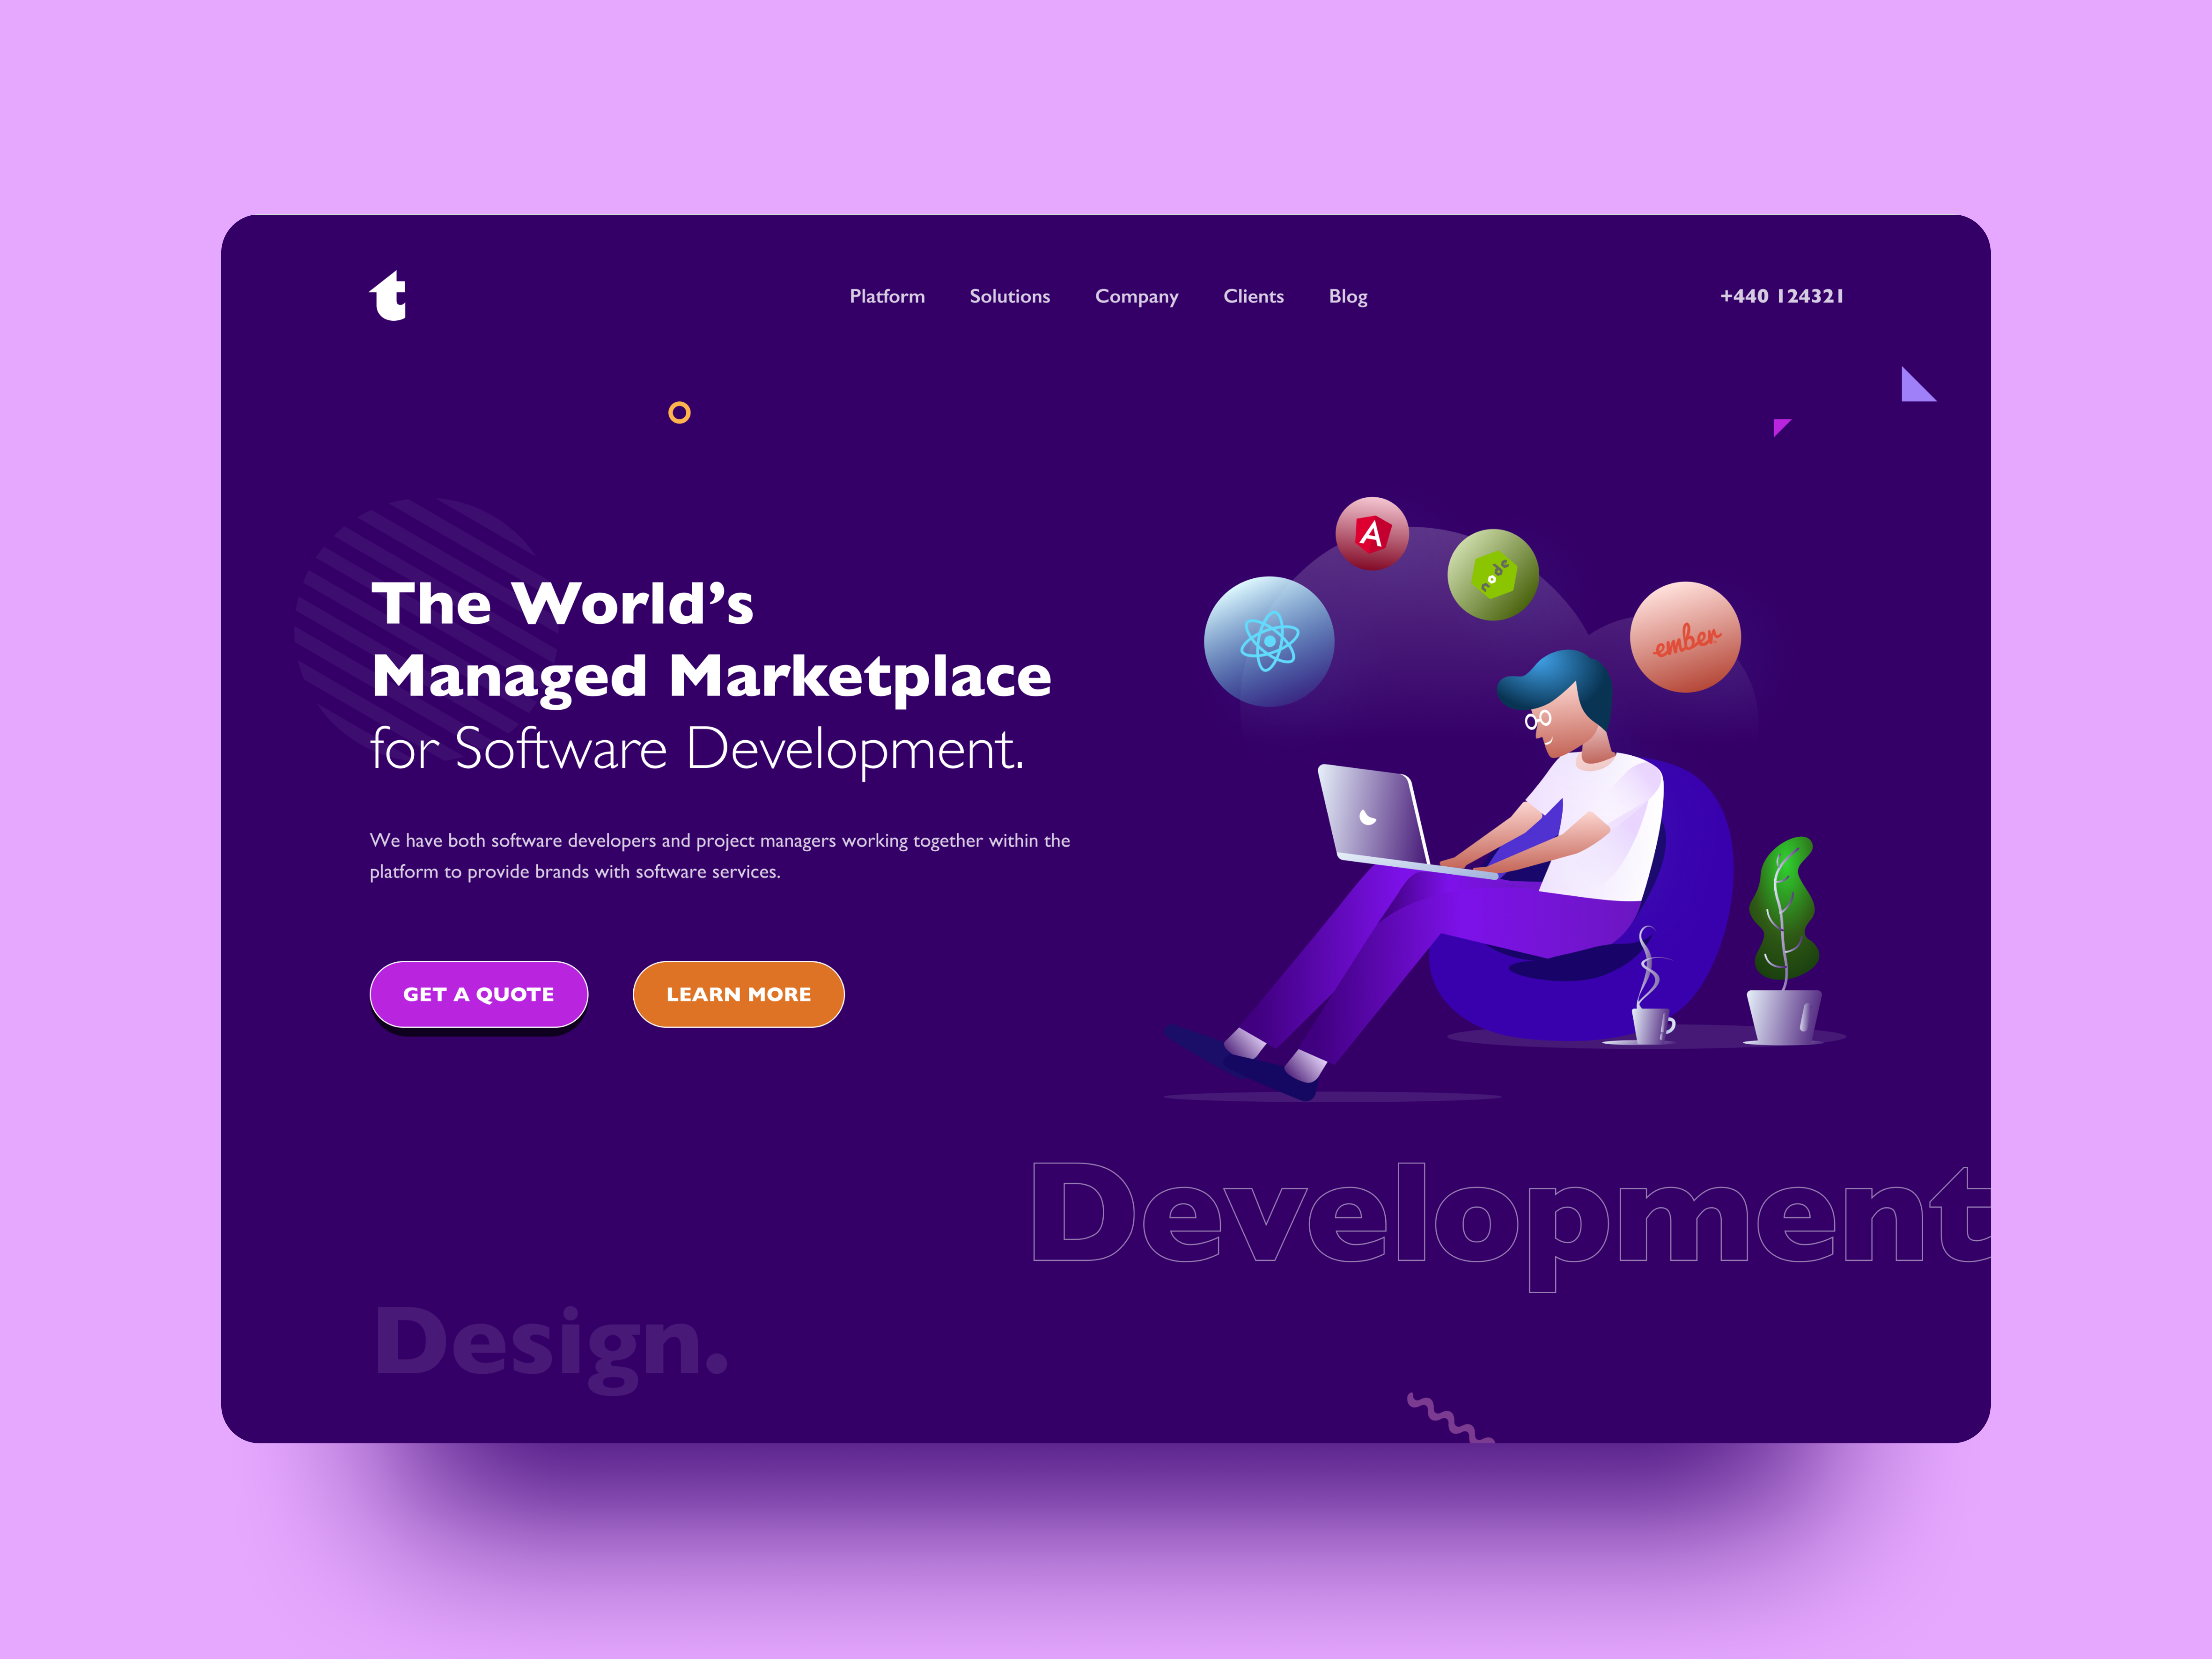 t
Platform Solutions Company Clients Blog +440 124321
The World’s
Managed Marketplace
for Software Development.
We have both software developers and project managers working together within the
platform to provide brands with software services.
GET A QUOTE LEARN MORE
A
node
ember
Development
Design.